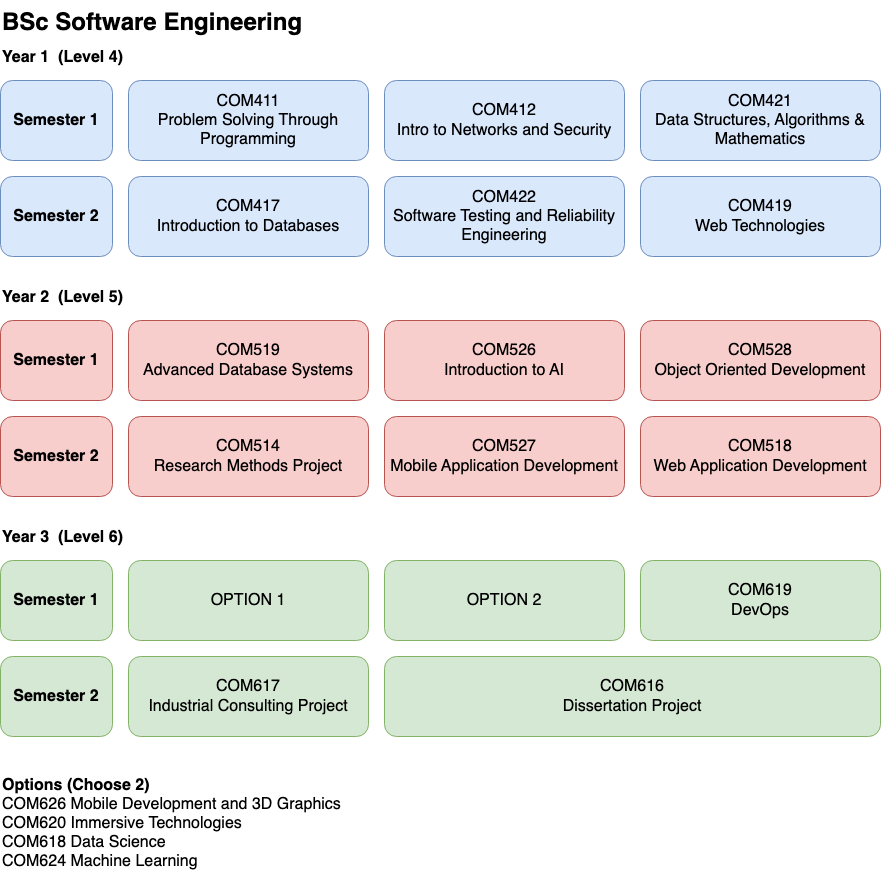 BSc Software Engineering
Year 1  (Level 4)
Semester 1
COM411
Problem Solving Through
Programming
COM412
Intro to Networks and Security
COM421
Data Structures, Algorithms &
Mathematics
Semester 2
COM417
Introduction to Databases
COM422
Software Testing and Reliability
Engineering
COM419
Web Technologies
Year 2  (Level 5)
Semester 1
COM519
Advanced Database Systems
COM526
Introduction to AI
COM528
Object Oriented Development
Semester 2
COM514
Research Methods Project
COM527
Mobile Application Development
COM518
Web Application Development
Year 3  (Level 6)
Semester 1
OPTION 1
OPTION 2
COM619
DevOps
Semester 2
COM617
Industrial Consulting Project
COM616
Dissertation Project
Options (Choose 2)
COM626 Mobile Development and 3D Graphics
COM620 Immersive Technologies
COM618 Data Science
COM624 Machine Learning